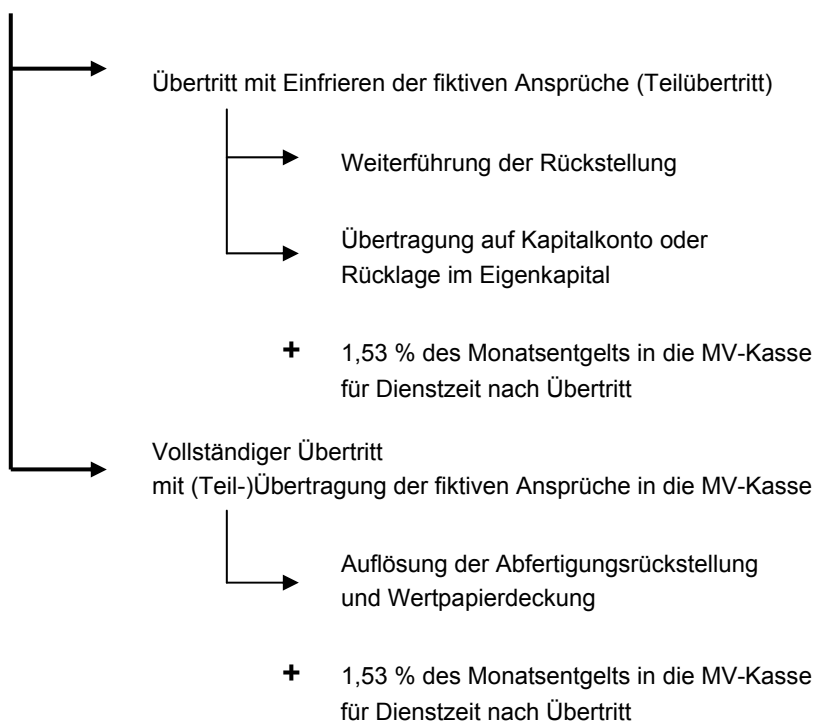 Übertritt mit Einfrieren der fiktiven Ansprüche (Teilübertritt)
Weiterführung der Rückstellung
Übertragung auf Kapitalkonto oder
Rücklage im Eigenkapital
+ 1,53 % des Monatsentgelts in die MV-Kasse
für Dienstzeit nach Übertritt
Vollständiger Übertritt
mit (Teil-)Übertragung der fiktiven Ansprüche in die MV-Kasse
Auflösung der Abfertigungsrückstellung
und Wertpapierdeckung
+ 1,53 % des Monatsentgelts in die MV-Kasse
für Dienstzeit nach Übertritt